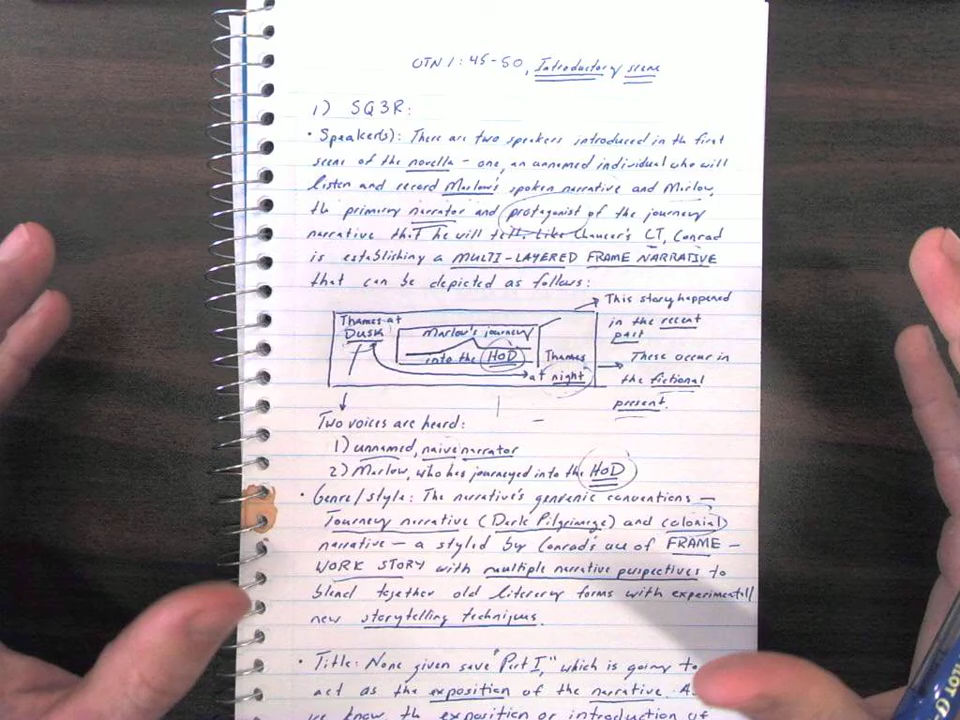 OTN 1: 45-50, Introductory scene
1) SQ3R:
• Speaker(s): There are two speakers introduced in th first
scene of the novella – one, an unnamed individual who will
listen and record Marlow's spoken narrative and Marlow,
th primary narrator and protagonist of the journey
narrative that he will tell. Like Chaucer's CT, Conrad
is establishing a MULTI-LAYERED FRAME NARRATIVE
that can be depicted as follows:
Thames at
Dusk
Marlow's journey
into the HoD
Thames
at night
This story happened
in the recent
past
These occur in
the fictional
present.
Two voices are heard:
1) unnamed, naive narrator
2) Marlow, who has journeyed into the HoD
• Genre/style: The narrative's generic conventions –
Journey narrative (Dark Pilgrimage) and colonial
narrative – a styled by Conrad's use of FRAME-
WORK STORY with multiple narrative perspectives to
blend together old literary forms with experimental
new storytelling techniques.
• Title: None given save "Part I," which is going to
act as the exposition of the narrative. A
we know th exposition or introduction of
PILOT